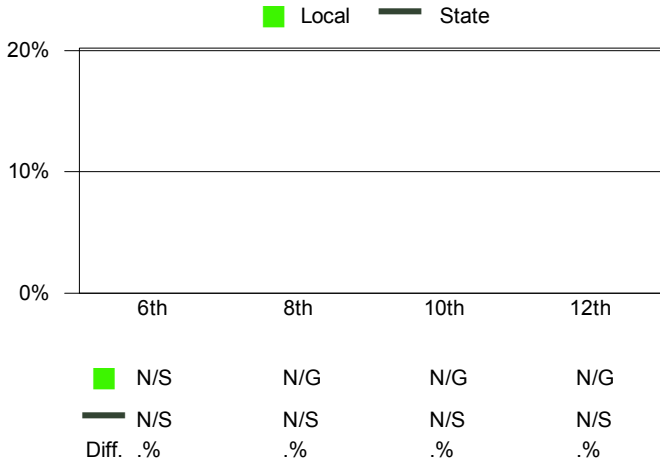 Local State
20%
10%
0%
6th 8th 10th 12th
N/S N/G N/G N/G
N/S N/S N/S N/S
Diff. .% .% .% .%